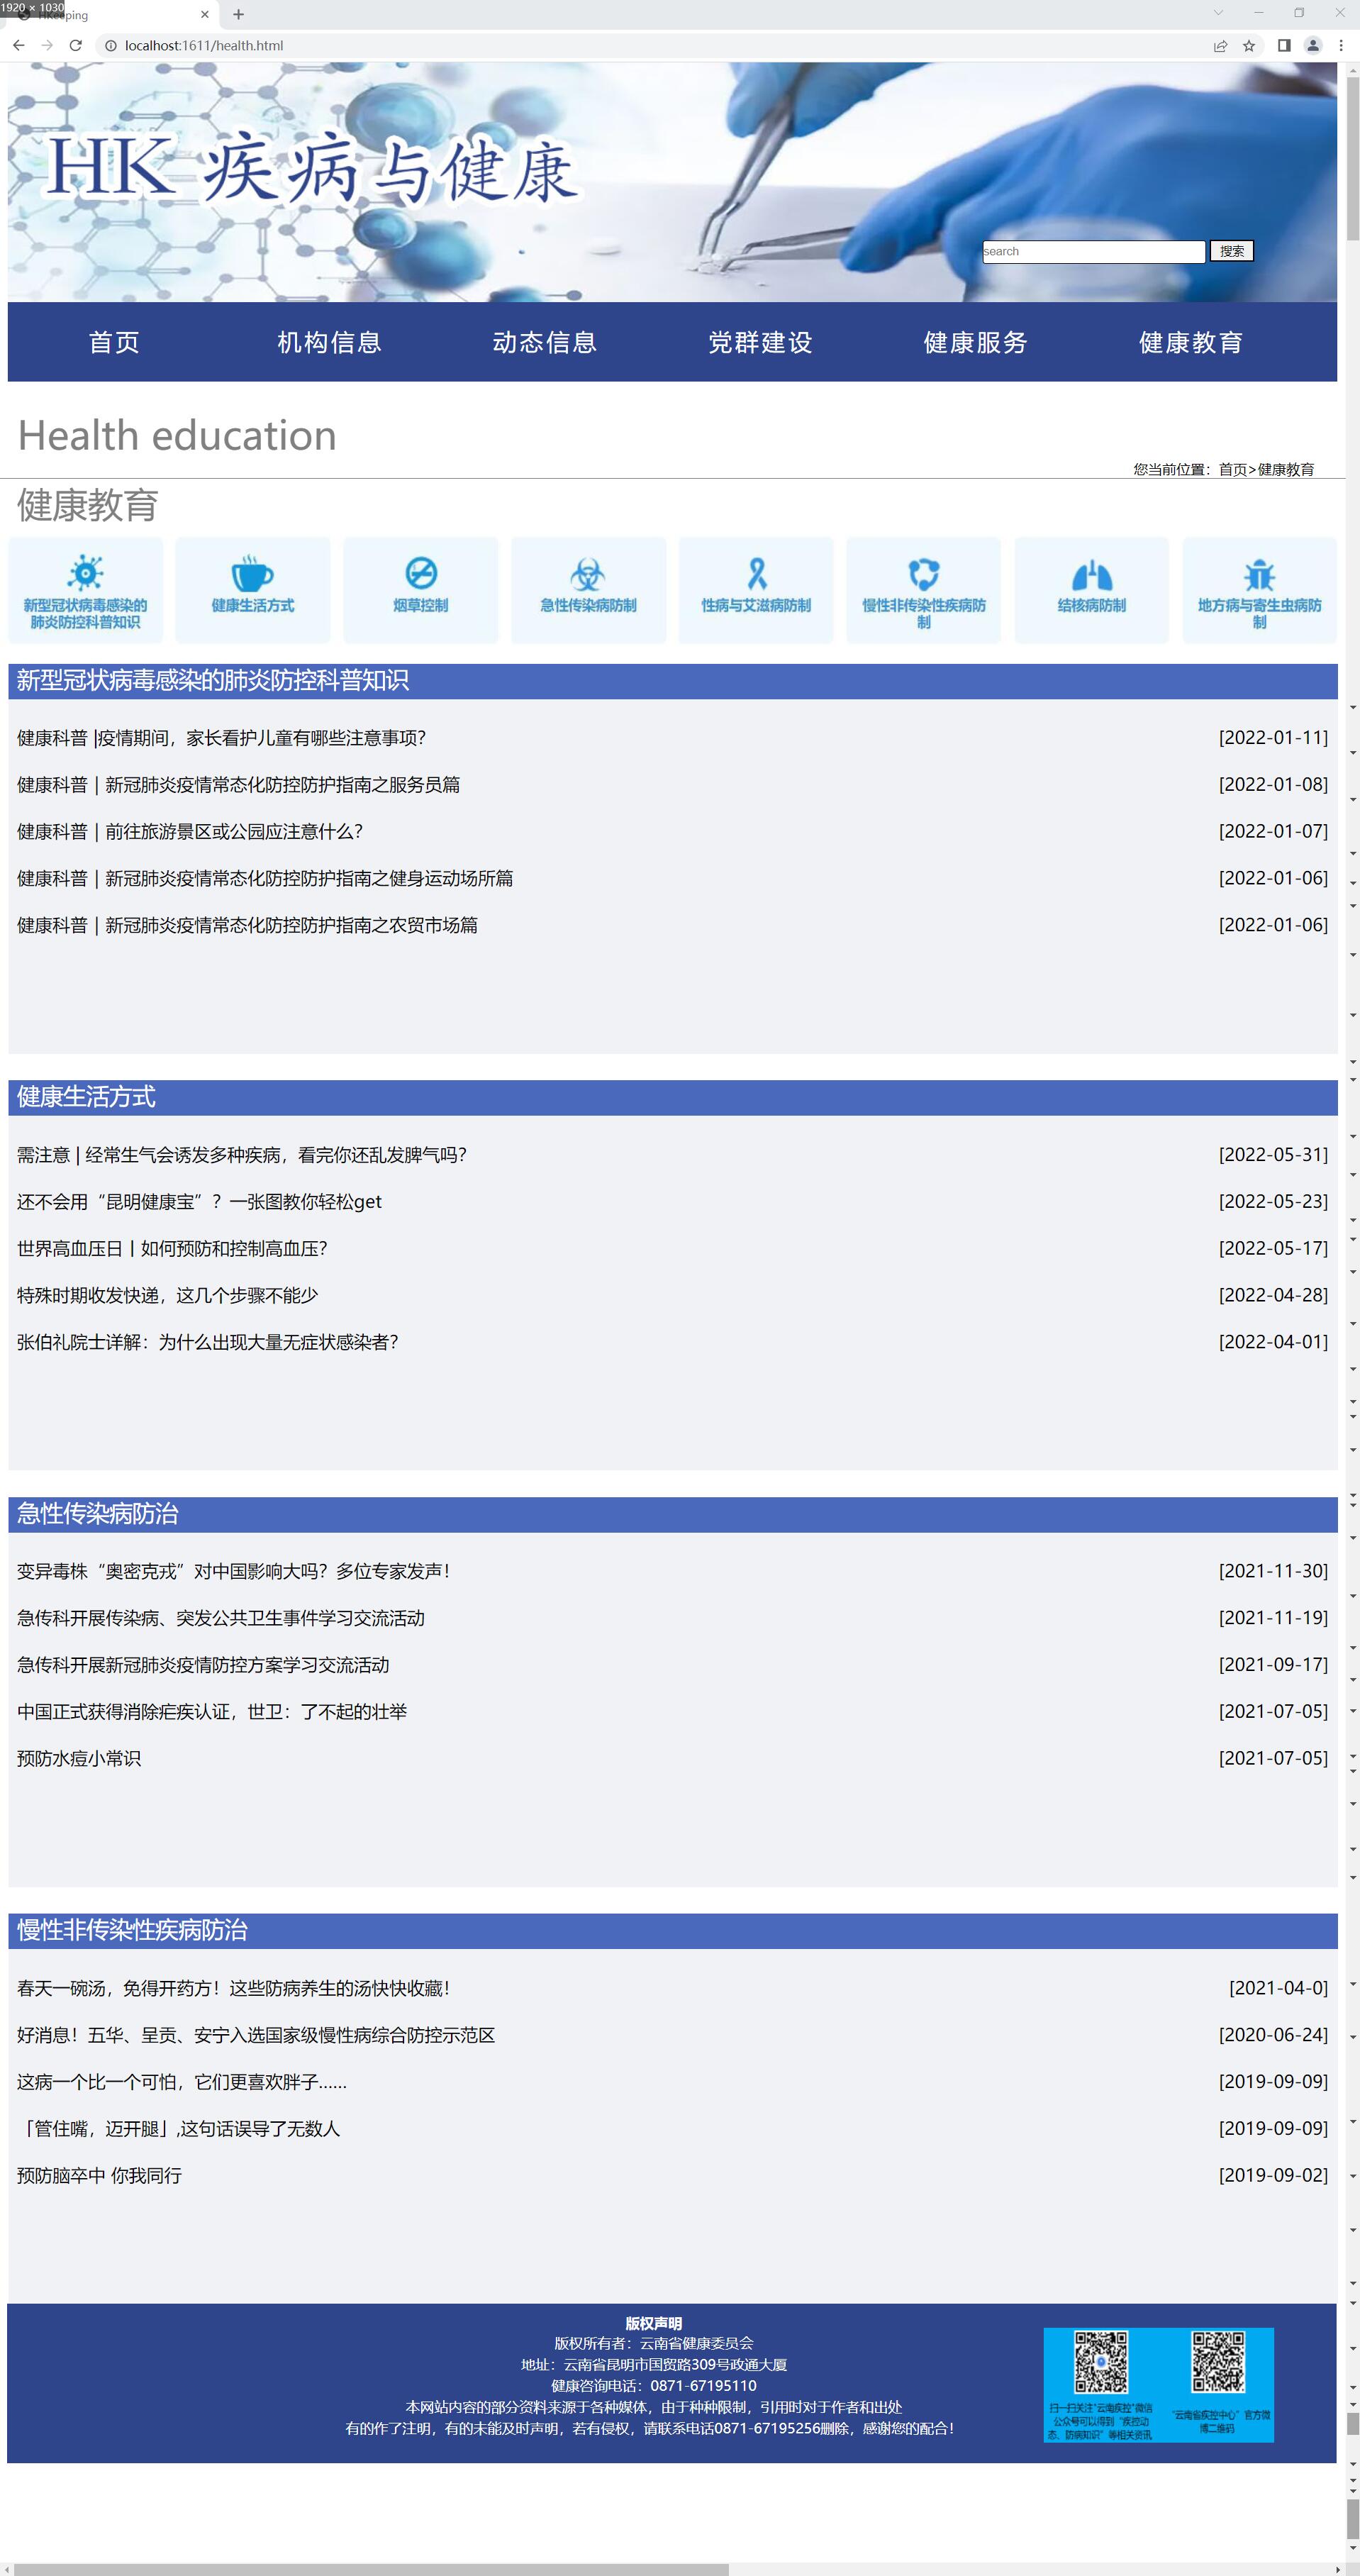 1920 × 1030
localhost:1611/health.html
HK 疾病与健康
search
搜索
首页 机构信息 动态信息 党群建设 健康服务 健康教育
Health education
您当前位置：首页>健康教育
健康教育
新型冠状病毒感染的
肺炎防控科普知识
健康生活方式
烟草控制
急性传染病防制
性病与艾滋病防制
慢性非传染性疾病防
制
结核病防制
地方病与寄生虫病防
制
新型冠状病毒感染的肺炎防控科普知识
健康科普 |疫情期间，家长看护儿童有哪些注意事项？ [2022-01-11]
健康科普 | 新冠肺炎疫情常态化防控防护指南之服务员篇 [2022-01-08]
健康科普 | 前往旅游景区或公园应注意什么？ [2022-01-07]
健康科普 | 新冠肺炎疫情常态化防控防护指南之健身运动场所篇 [2022-01-06]
健康科普 | 新冠肺炎疫情常态化防控防护指南之农贸市场篇 [2022-01-06]
健康生活方式
需注意 | 经常生气会诱发多种疾病，看完你还乱发脾气吗？ [2022-05-31]
还不会用“昆明健康宝”？一张图教你轻松get [2022-05-23]
世界高血压日丨如何预防和控制高血压？ [2022-05-17]
特殊时期收发快递，这几个步骤不能少 [2022-04-28]
张伯礼院士详解：为什么出现大量无症状感染者？ [2022-04-01]
急性传染病防治
变异毒株“奥密克戎”对中国影响大吗？多位专家发声！ [2021-11-30]
急传科开展传染病、突发公共卫生事件学习交流活动 [2021-11-19]
急传科开展新冠肺炎疫情防控方案学习交流活动 [2021-09-17]
中国正式获得消除疟疾认证，世卫：了不起的壮举 [2021-07-05]
预防水痘小常识 [2021-07-05]
慢性非传染性疾病防治
春天一碗汤，免得开药方！这些防病养生的汤快快收藏！ [2021-04-0]
好消息！五华、呈贡、安宁入选国家级慢性病综合防控示范区 [2020-06-24]
这病一个比一个可怕，它们更喜欢胖子...... [2019-09-09]
「管住嘴，迈开腿」,这句话误导了无数人 [2019-09-09]
预防脑卒中 你我同行 [2019-09-02]
版权声明
版权所有者：云南省健康委员会
地址：云南省昆明市国贸路309号政通大厦
健康咨询电话：0871-67195110
本网站内容的部分资料来源于各种媒体，由于种种限制，引用时对于作者和出处
有的作了注明，有的未能及时声明，若有侵权，请联系电话0871-67195256删除，感谢您的配合！
扫一扫关注“云南疾控”微信
公众号可以得到“疾控动
态、防病知识”等相关资讯
“云南省疾控中心”官方微
博二维码